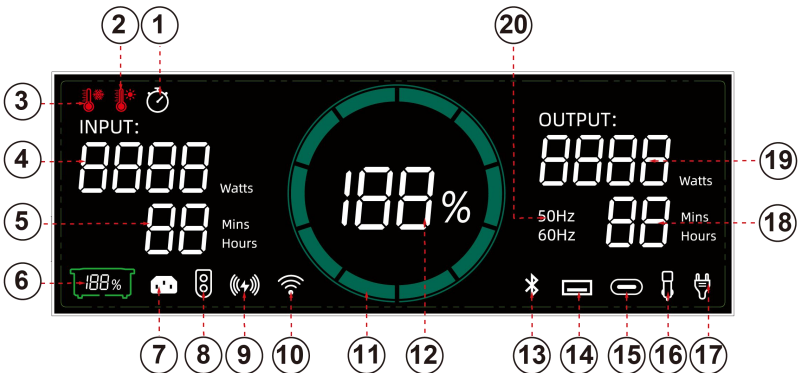 20
2 1
3
INPUT:
OUTPUT:
4
8888
Watts
8888
Watts
19
5
88
Mins
Hours
188 %
50Hz
60Hz
88
Mins
Hours
18
6
188 %
7 8 9 10 11 12 13 14 15 16 17